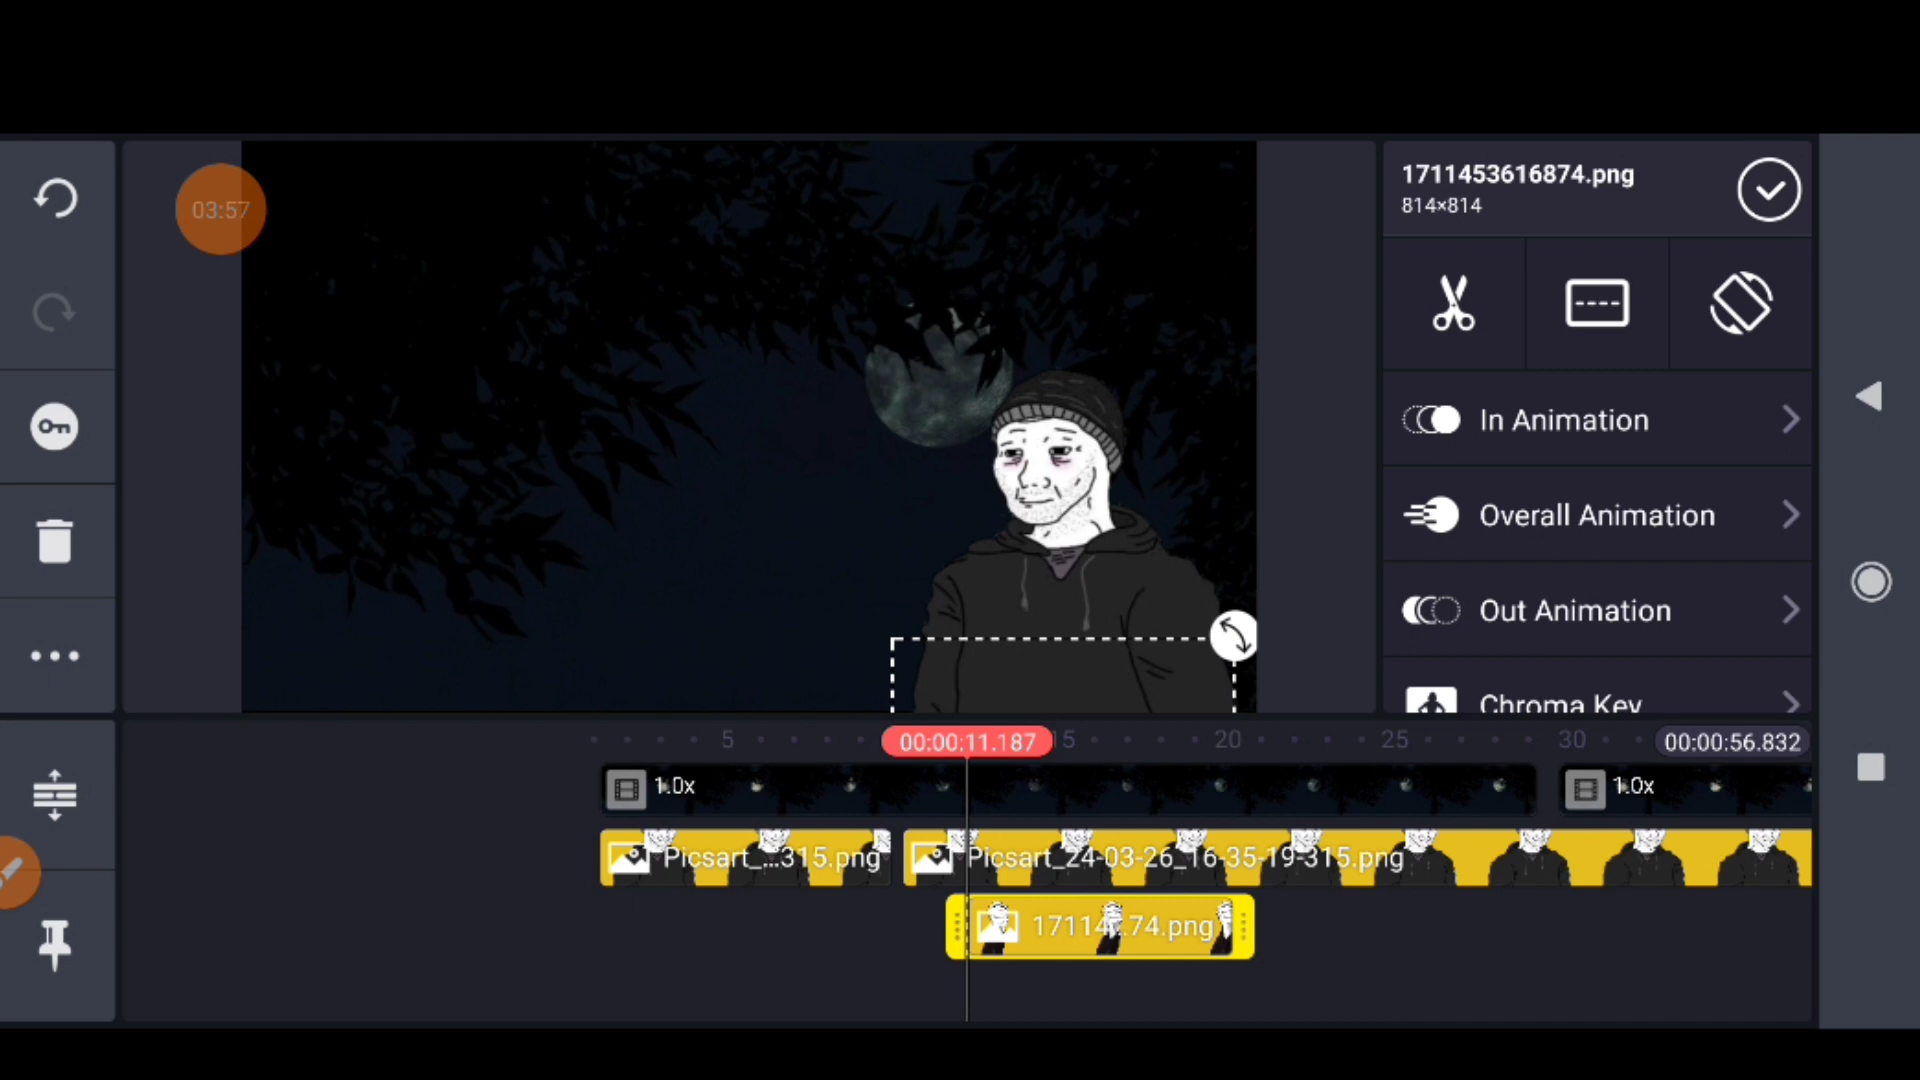 03:57
1711453616874.png
814×814
In Animation
Overall Animation
Out Animation
Chroma Key
5
00:00:11.187
15
20
25
30
00:00:56.832
1.0x
1.0x
Picsart_...315.png
Picsart_24-03-26_16-35-19-315.png
17114...74.png